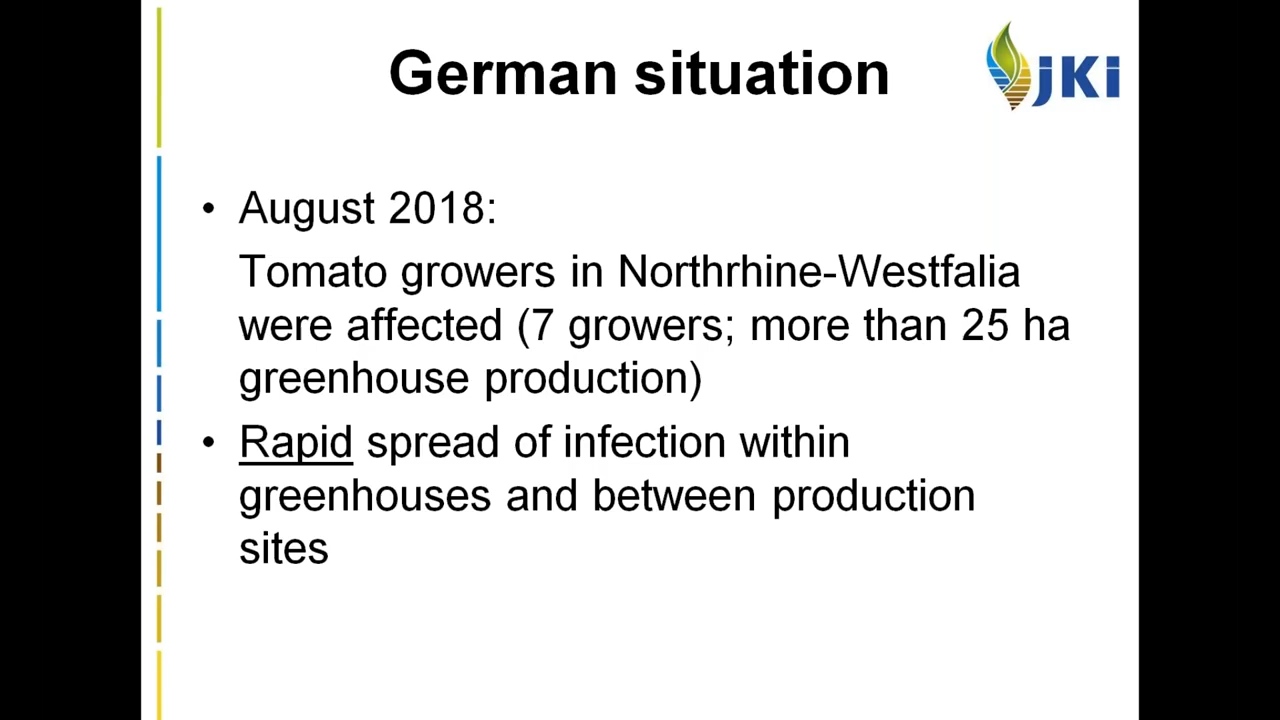 German situation
JKi
• August 2018:
Tomato growers in Northrhine-Westfalia
were affected (7 growers; more than 25 ha
greenhouse production)
• Rapid spread of infection within
greenhouses and between production
sites